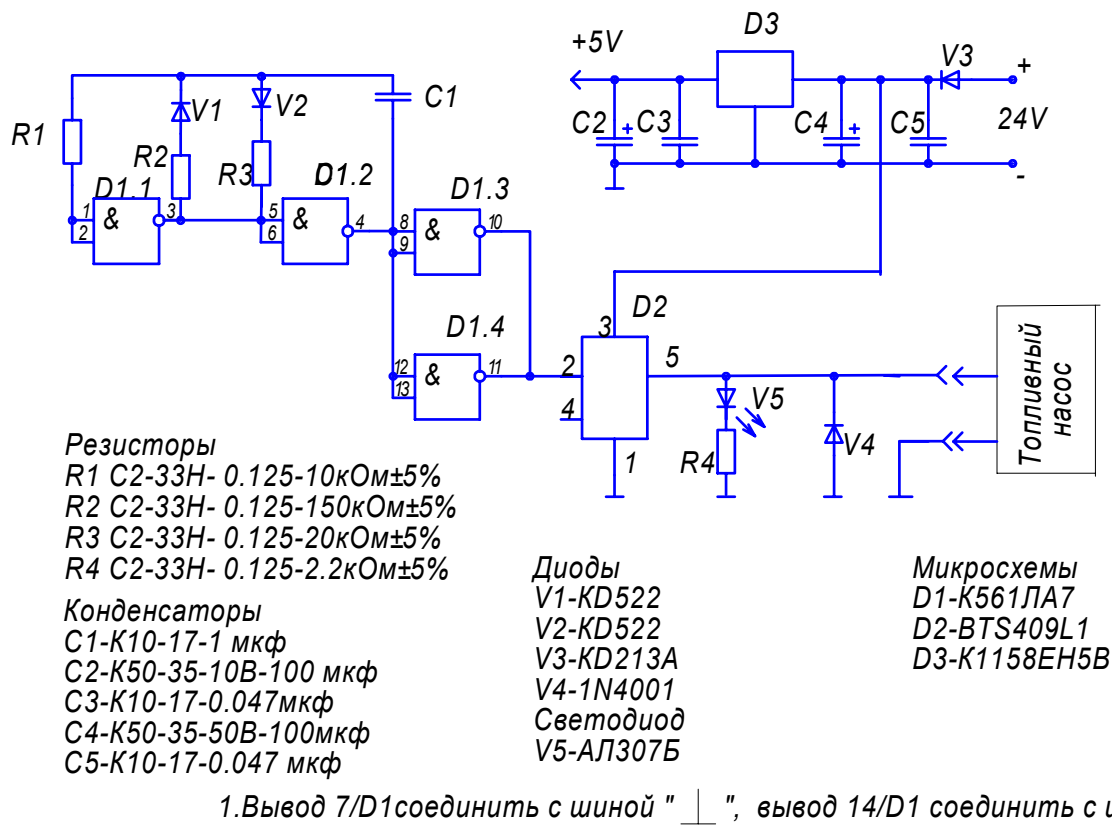 +5V
D3
V3
+
24V
-
C2
+
C3
C4
+
C5
V1
V2
C1
R1
R2
R3
D1.1
D1.2
D1.3
1
2
&
3
5
6
&
4
8
9
&
10
D1.4
12
13
&
11
D2
3
2
4
5
1
V5
R4
V4
Топливный
насос
Резисторы
R1 С2-33Н- 0.125-10кОм±5%
R2 С2-33Н- 0.125-150кОм±5%
R3 С2-33Н- 0.125-20кОм±5%
R4 С2-33Н- 0.125-2.2кОм±5%
Конденсаторы
С1-К10-17-1 мкф
С2-К50-35-10В-100 мкф
С3-К10-17-0.047мкф
С4-К50-35-50В-100мкф
С5-К10-17-0.047 мкф
Диоды
V1-KD522
V2-KD522
V3-KD213A
V4-1N4001
Светодиод
V5-АЛ307Б
Микросхемы
D1-К561ЛА7
D2-BTS409L1
D3-К1158ЕН5В
1.Вывод 7/D1соединить с шиной " ⊥ ", вывод 14/D1 соединить с